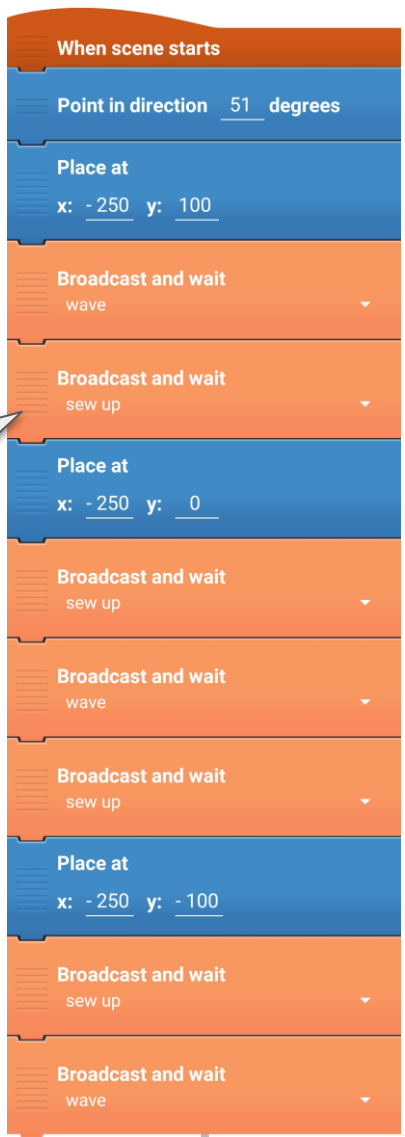 When scene starts
Point in direction 51 degrees
Place at
x: - 250 y: 100
Broadcast and wait
wave
Broadcast and wait
sew up
Place at
x: - 250 y: 0
Broadcast and wait
sew up
Broadcast and wait
wave
Broadcast and wait
sew up
Place at
x: - 250 y: - 100
Broadcast and wait
sew up
Broadcast and wait
wave